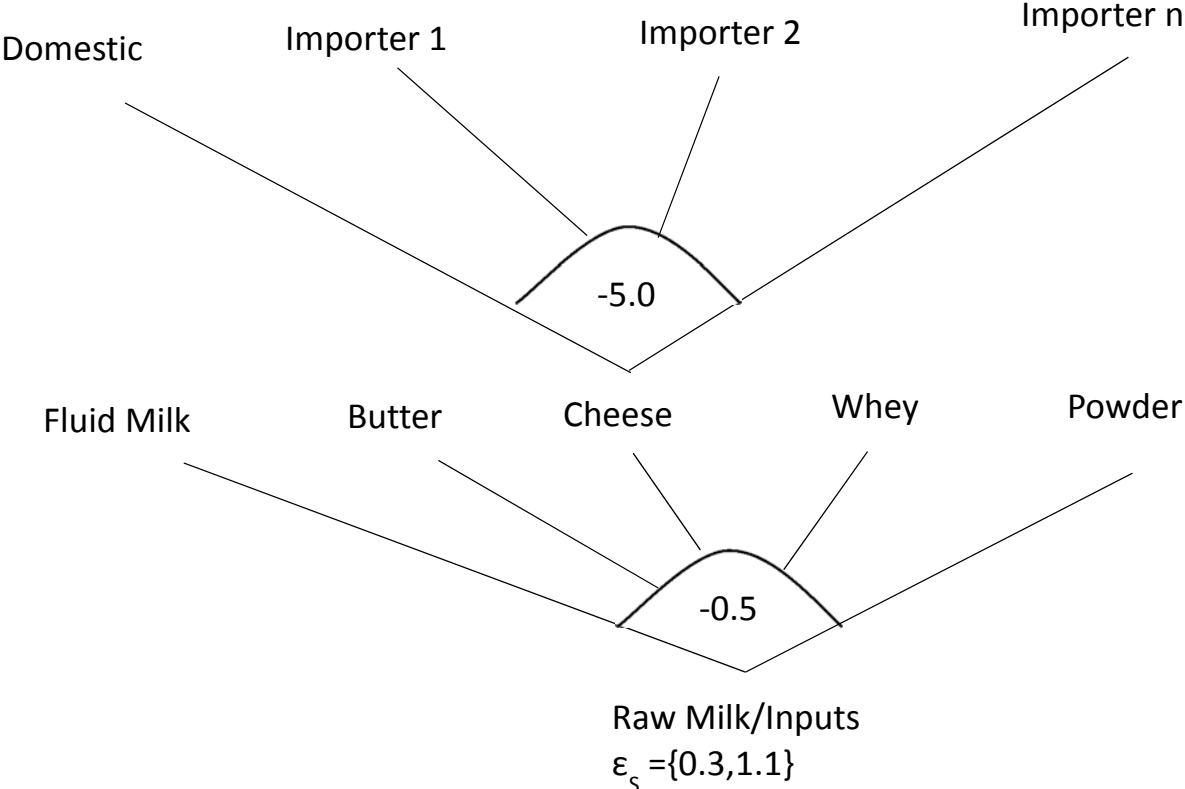 Domestic
Importer 1
Importer 2
Importer n
-5.0
Fluid Milk
Butter
Cheese
Whey
Powder
-0.5
Raw Milk/Inputs
εs ={0.3,1.1}